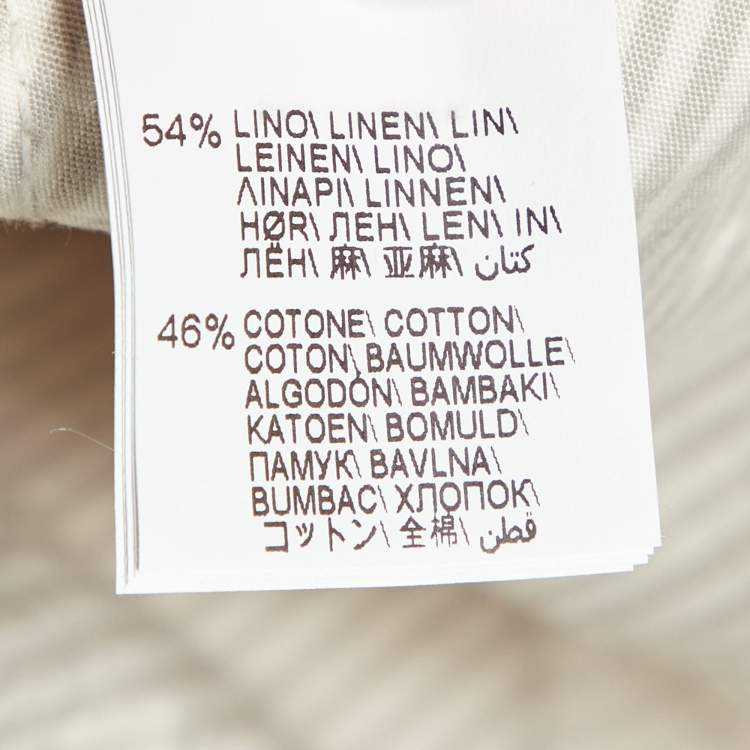 54% LINO\ LINEN\ LIN\
LEINEN\ LINO\
ΛΙΝΑΡΙ\ LINNEN\
HØR\ ЛЕН\ LEN\ IN\
ЛЁН\ 麻\ 亚麻\ كتان
46% COTONE\ COTTON\
COTON\ BAUMWOLLE\
ALGODÓN\ BAMBAKI\
KATOEN\ BOMULD\
ПАМУК\ BAVLNA\
BUMBAC\ ХЛОПОК\
コットン\ 全棉\ قطن